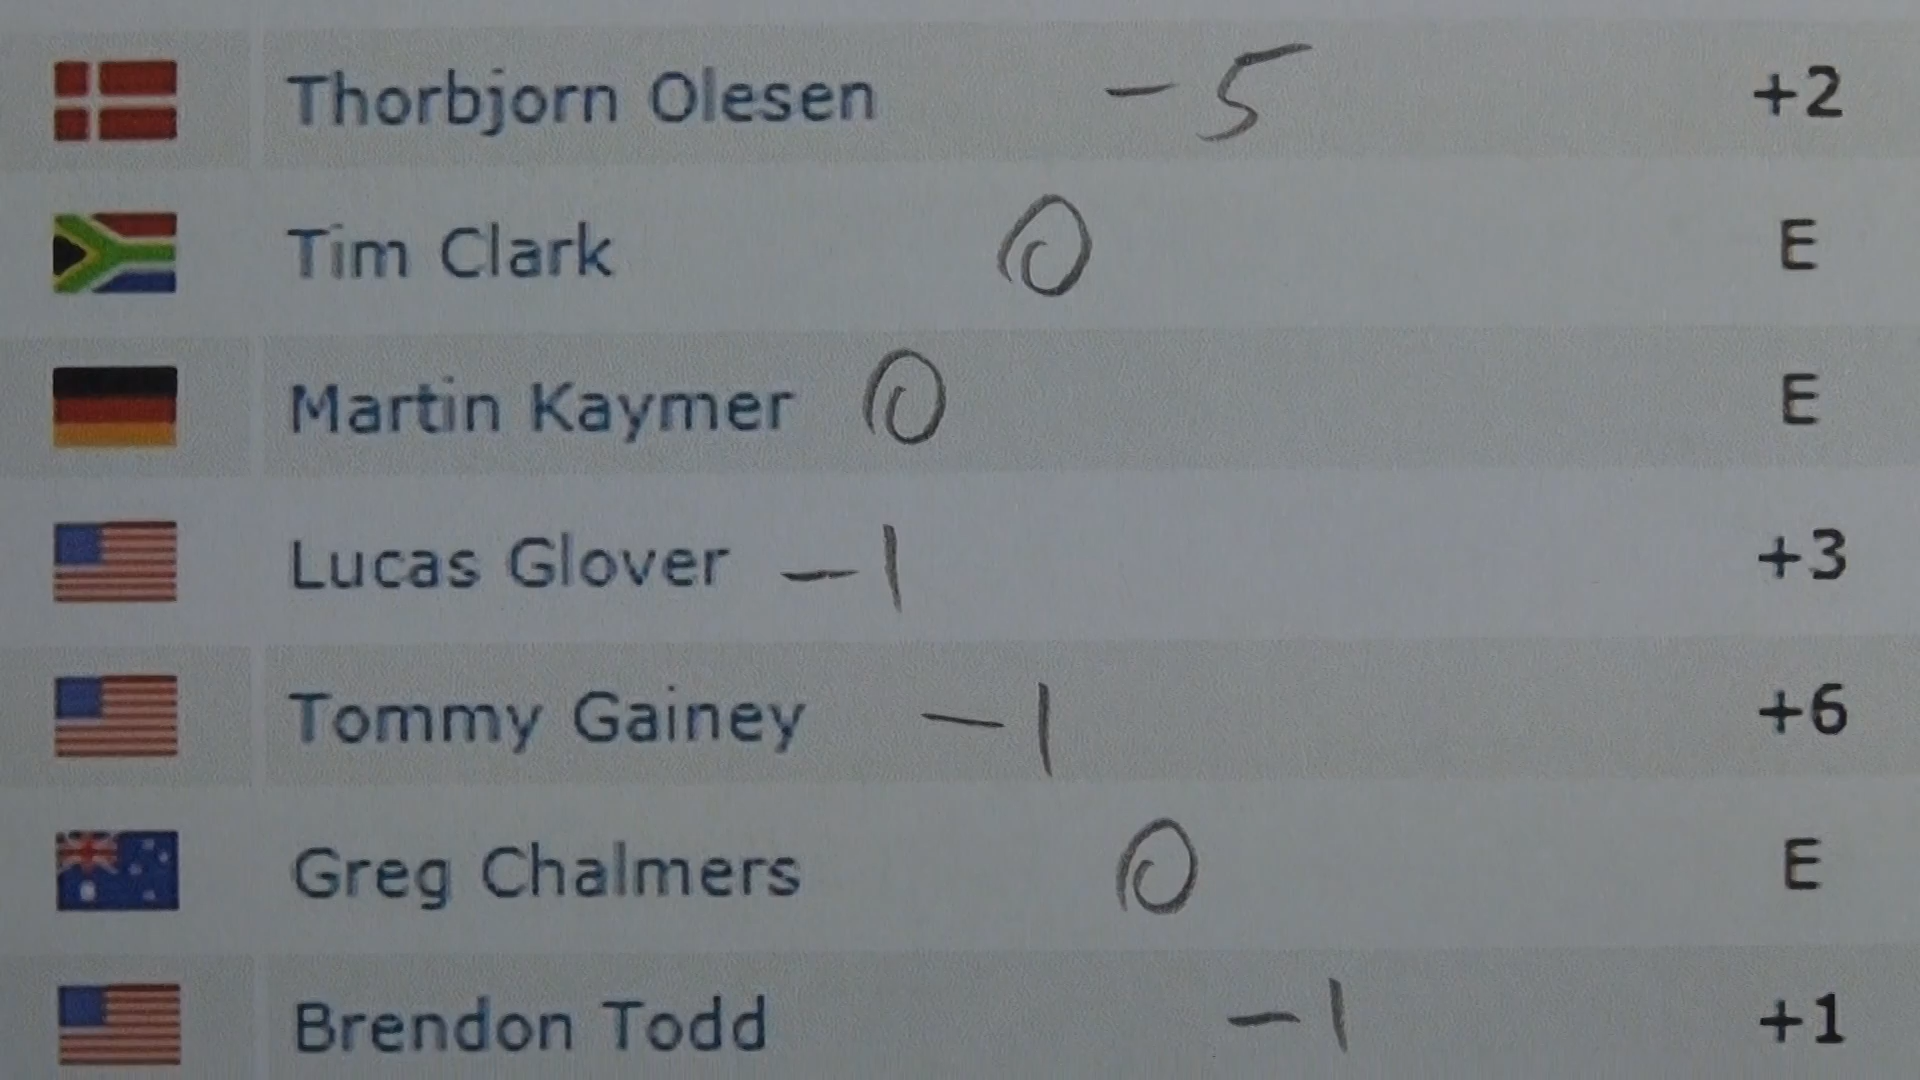 Thorbjorn Olesen -5 +2
Tim Clark 0 E
Martin Kaymer 0 E
Lucas Glover -1 +3
Tommy Gainey -1 +6
Greg Chalmers 0 E
Brendon Todd -1 +1